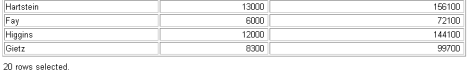 Hartstein 13000 156100
Fay 6000 72100
Higgins 12000 144100
Gietz 8300 99700
20 rows selected.